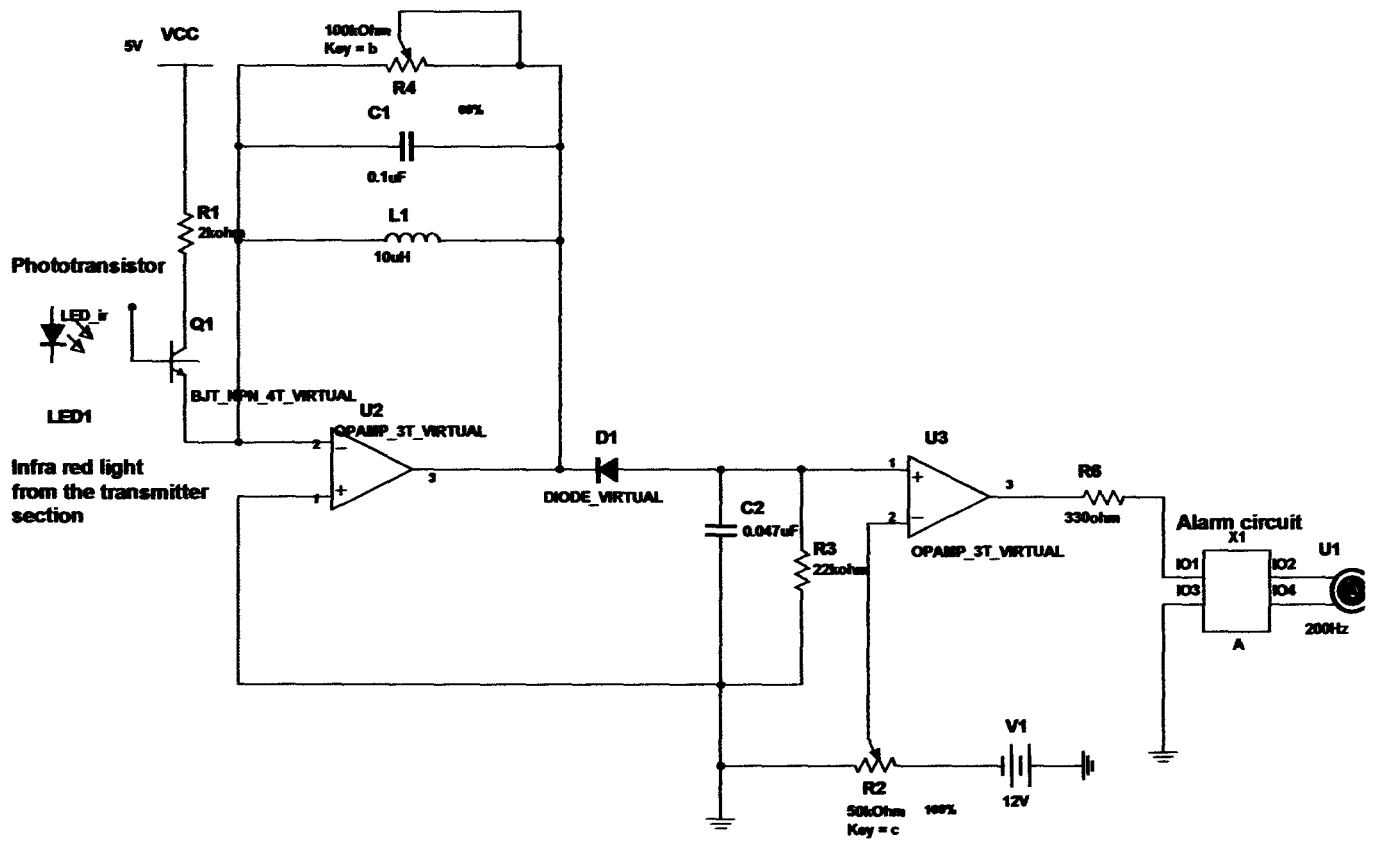 VCC
5V
100kOhm
Key = b
R4
C1
0.1uF
L1
10uH
R1
2kohm
Phototransistor
LED_ir
Q1
BJT_NPN_4T_VIRTUAL
LED1
U2
OPAMP_3T_VIRTUAL
2
3
1
Infra red light
from the transmitter
section
D1
DIODE_VIRTUAL
C2
0.047uF
R3
22kohm
U3
1
3
2
OPAMP_3T_VIRTUAL
R6
330ohm
Alarm circuit
X1
IO1
IO2
IO3
IO4
A
U1
200Hz
V1
12V
R2
50kOhm
100%
Key = c